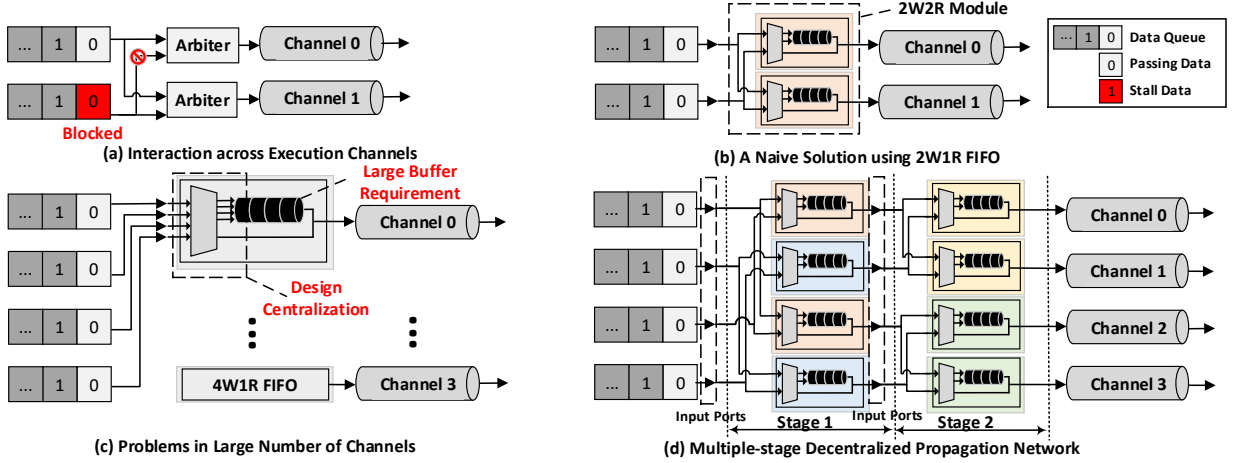 ... 1 0
Arbiter
Channel 0
... 1 0
Arbiter
Channel 1
Blocked
(a) Interaction across Execution Channels
2W2R Module
... 1 0
Channel 0
... 1 0
Channel 1
(b) A Naive Solution using 2W1R FIFO
... 1 0
Data Queue
0
Passing Data
1
Stall Data
... 1 0
Large Buffer
Requirement
Channel 0
... 1 0
Design
Centralization
... 1 0
... 1 0
4W1R FIFO
Channel 3
(c) Problems in Large Number of Channels
... 1 0
Channel 0
... 1 0
Channel 1
... 1 0
Channel 2
... 1 0
Channel 3
Input Ports
Stage 1
Input Ports
Stage 2
(d) Multiple-stage Decentralized Propagation Network